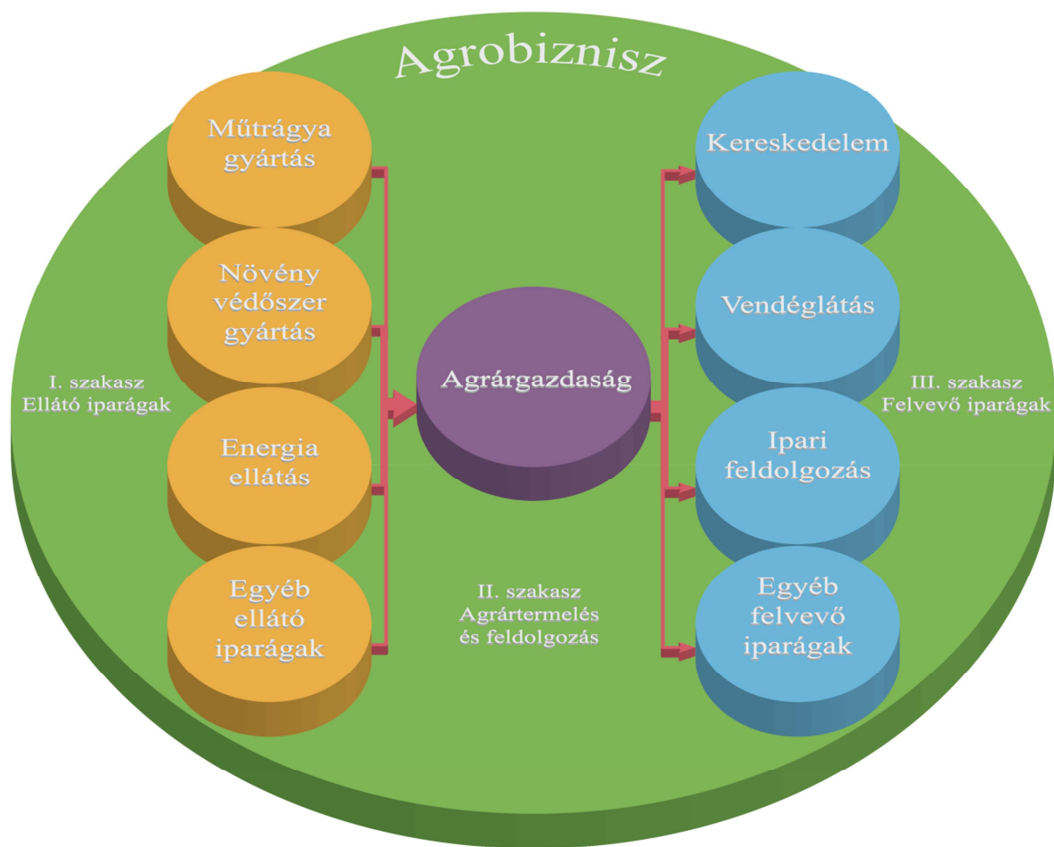 Agrobiznisz
Műtrágya
gyártás
Növény
védőszer
gyártás
Energia
ellátás
Egyéb
ellátó
iparágak
I. szakasz
Ellátó iparágak
Agrárgazdaság
II. szakasz
Agrártermelés
és feldolgozás
Kereskedelem
Vendéglátás
Ipari
feldolgozás
Egyéb
felvevő
iparágak
III. szakasz
Felvevő iparágak